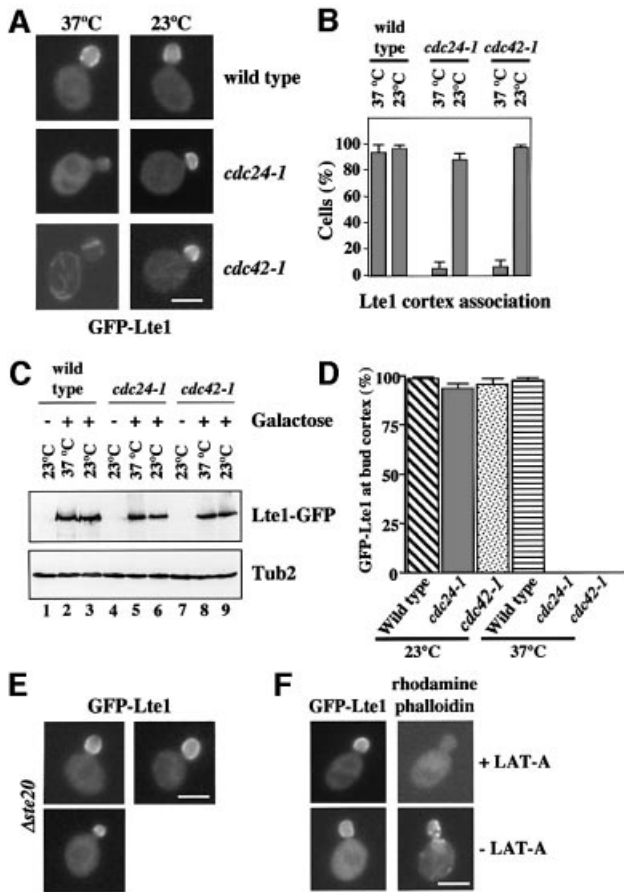 A
37°C 23°C
wild type
cdc24-1
cdc42-1
GFP-Lte1
B
wild type cdc24-1 cdc42-1
37 °C 23°C 37 °C 23°C 37 °C 23°C
Cells (%)
100
80
60
40
20
0
Lte1 cortex association
C
wild type cdc24-1 cdc42-1
- + + - + + - + + Galactose
23°C 37 °C 23°C 23°C 37 °C 23°C 23°C 37 °C 23°C
Lte1-GFP
Tub2
1 2 3 4 5 6 7 8 9
D
GFP-Lte1 at bud cortex (%)
100
75
50
25
0
Wild type cdc24-1 cdc42-1 Wild type cdc24-1 cdc42-1
23°C 37°C
E
GFP-Lte1
Δste20
F
GFP-Lte1 rhodamine phalloidin
+ LAT-A
- LAT-A